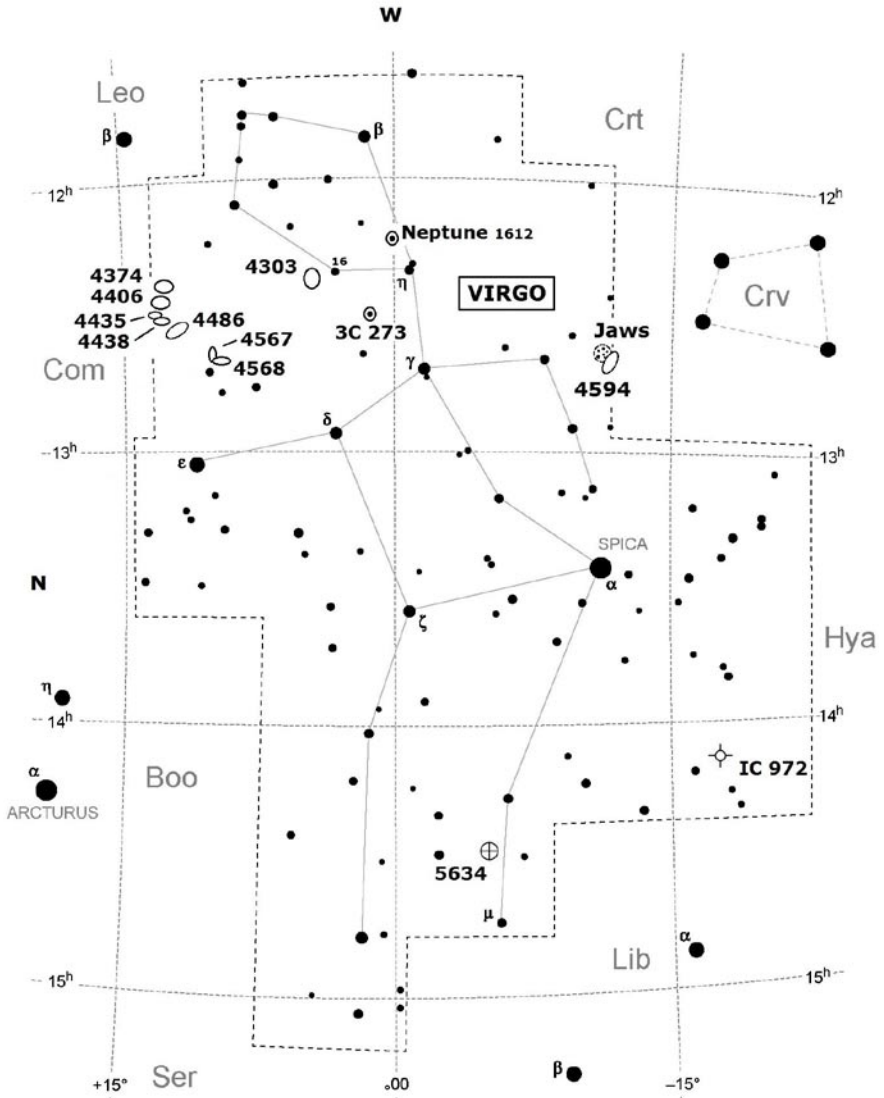 W
Leo
β
β
Crt
12h
12h
Neptune 1612
4303
16
η
4374
4406
4435
4438
4486
4567
4568
3C 273
VIRGO
Crv
Jaws
4594
Com
γ
δ
ε
13h
13h
SPICA
α
N
ζ
Hya
η
14h
14h
α
ARCTURUS
Boo
IC 972
5634
μ
α
Lib
15h
15h
β
Ser
+15°
.00
–15°